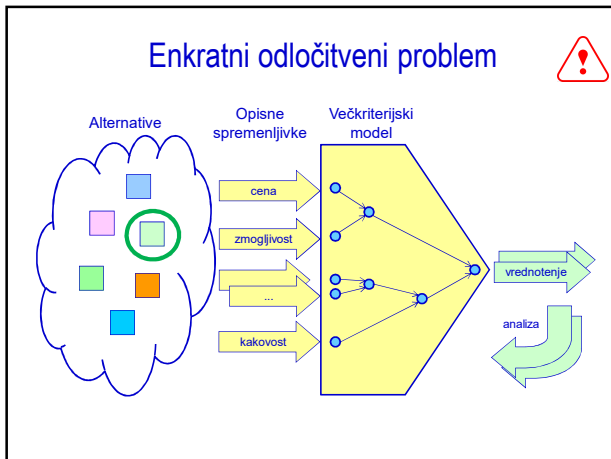 Enkratni odločitveni problem
Alternative
Opisne
spremenljivke
Večkriterijski
model
cena
zmogljivost
...
kakovost
vrednotenje
analiza